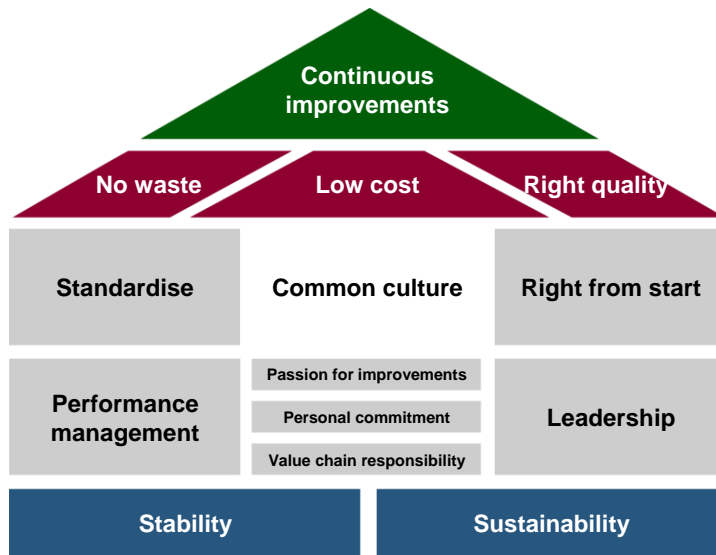 Continuous
improvements
No waste
Low cost
Right quality
Standardise
Common culture
Right from start
Performance
management
Passion for improvements
Personal commitment
Value chain responsibility
Leadership
Stability
Sustainability